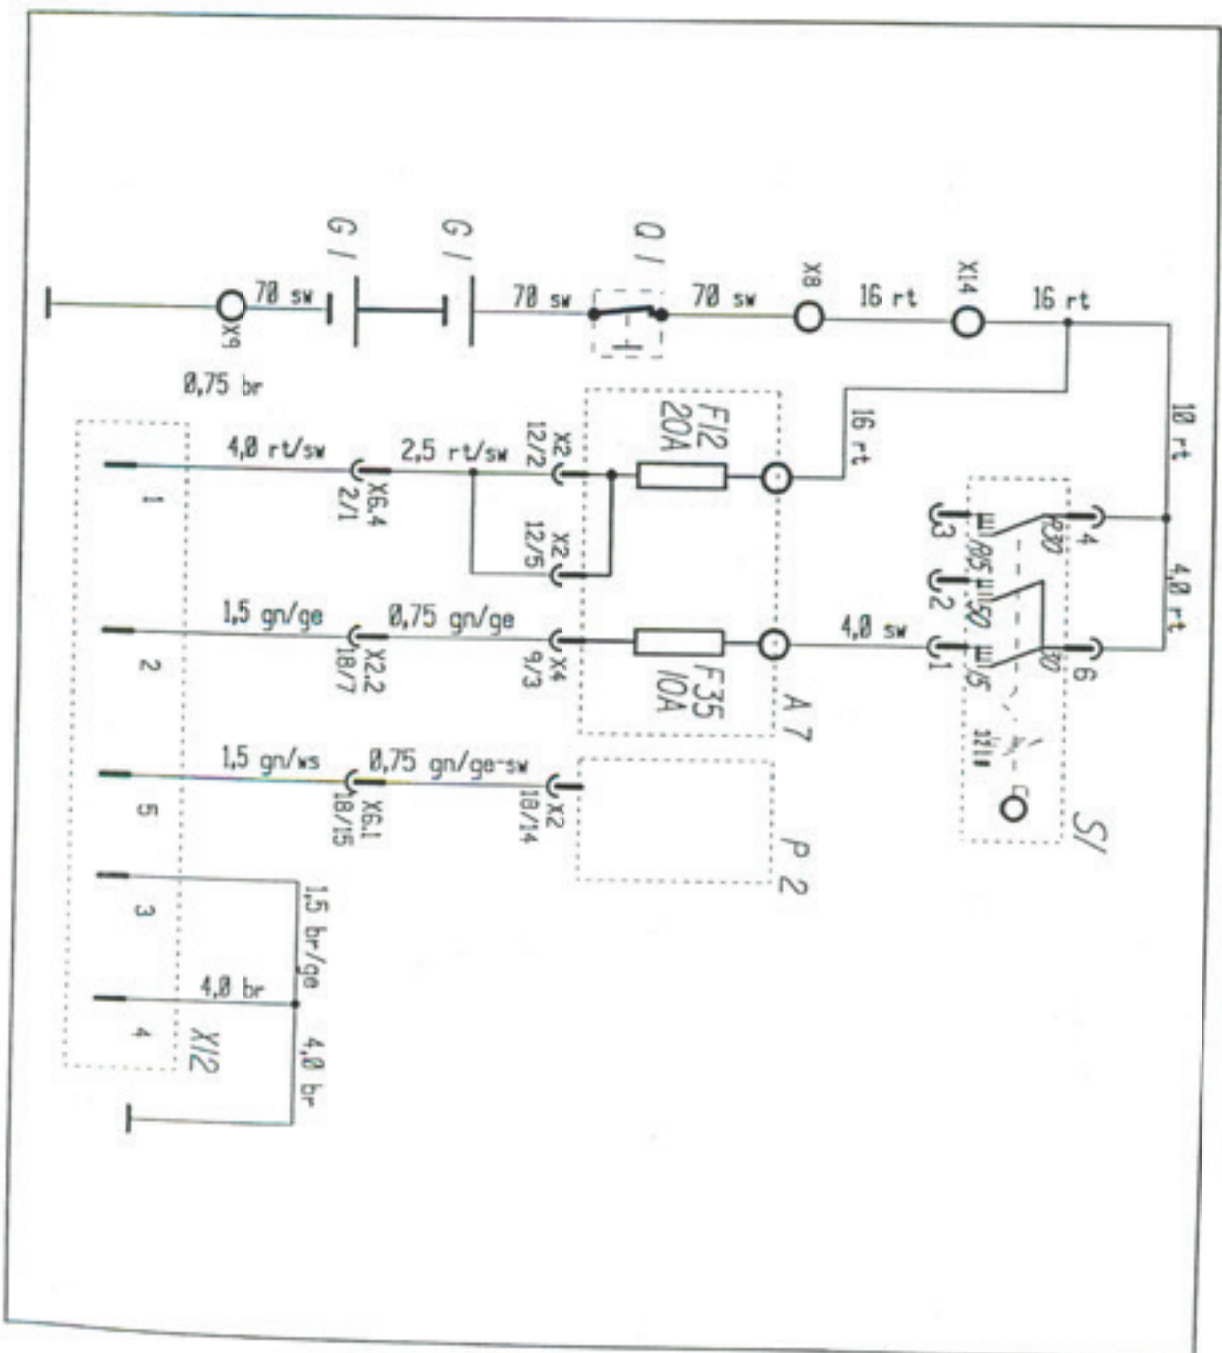 G1
G1
Q1
X8
X14
70 sw
70 sw
70 sw
16 rt
16 rt
X9
0,75 br
10 rt
16 rt
F12
20A
4,0 rt/sw
2,5 rt/sw
X2
12/2
1
X6.4
2/1
X2
12/5
3
4
A15
A30
4,0 rt
2
50
1,5 gn/ge
0,75 gn/ge
4,0 sw
1
15
30
6
2
X2.2
18/7
X4
9/3
F35
10A
A7
1,5 gn/ws
0,75 gn/ge-sw
5
X6.1
18/15
X2
18/14
P2
S1
3
1,5 br/ge
4,0 br
4
X12
4,0 br